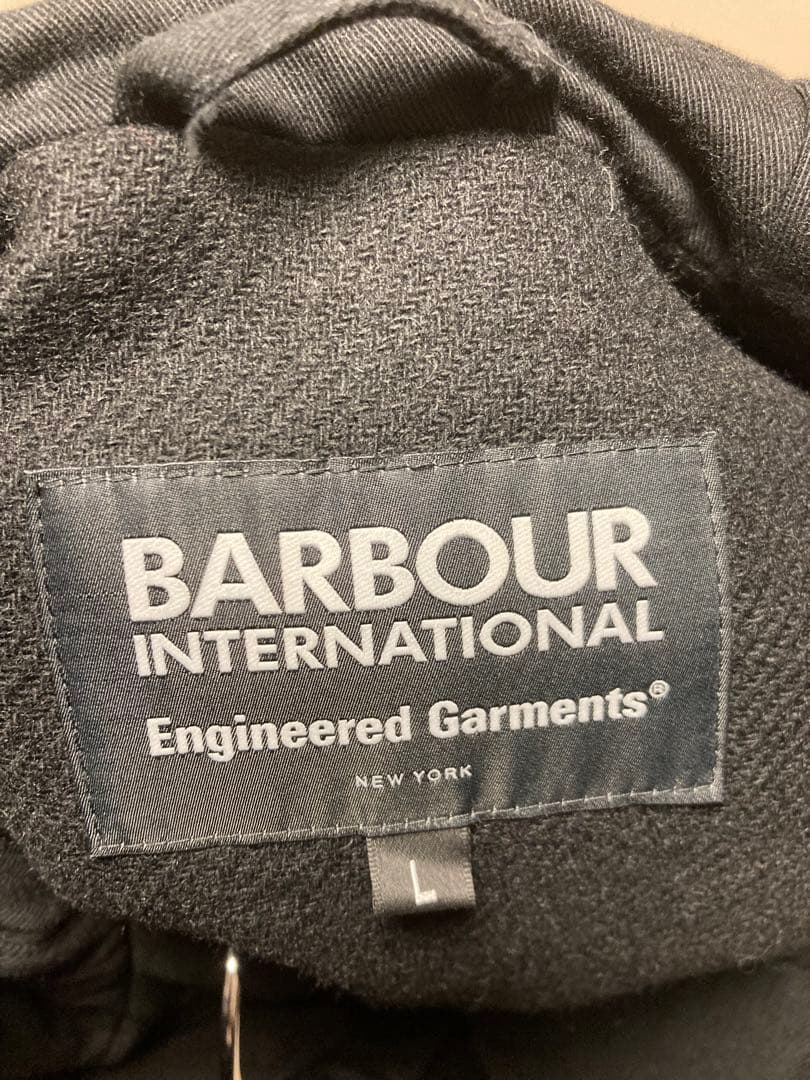 BARBOUR
INTERNATIONAL
Engineered Garments®
NEW YORK
L